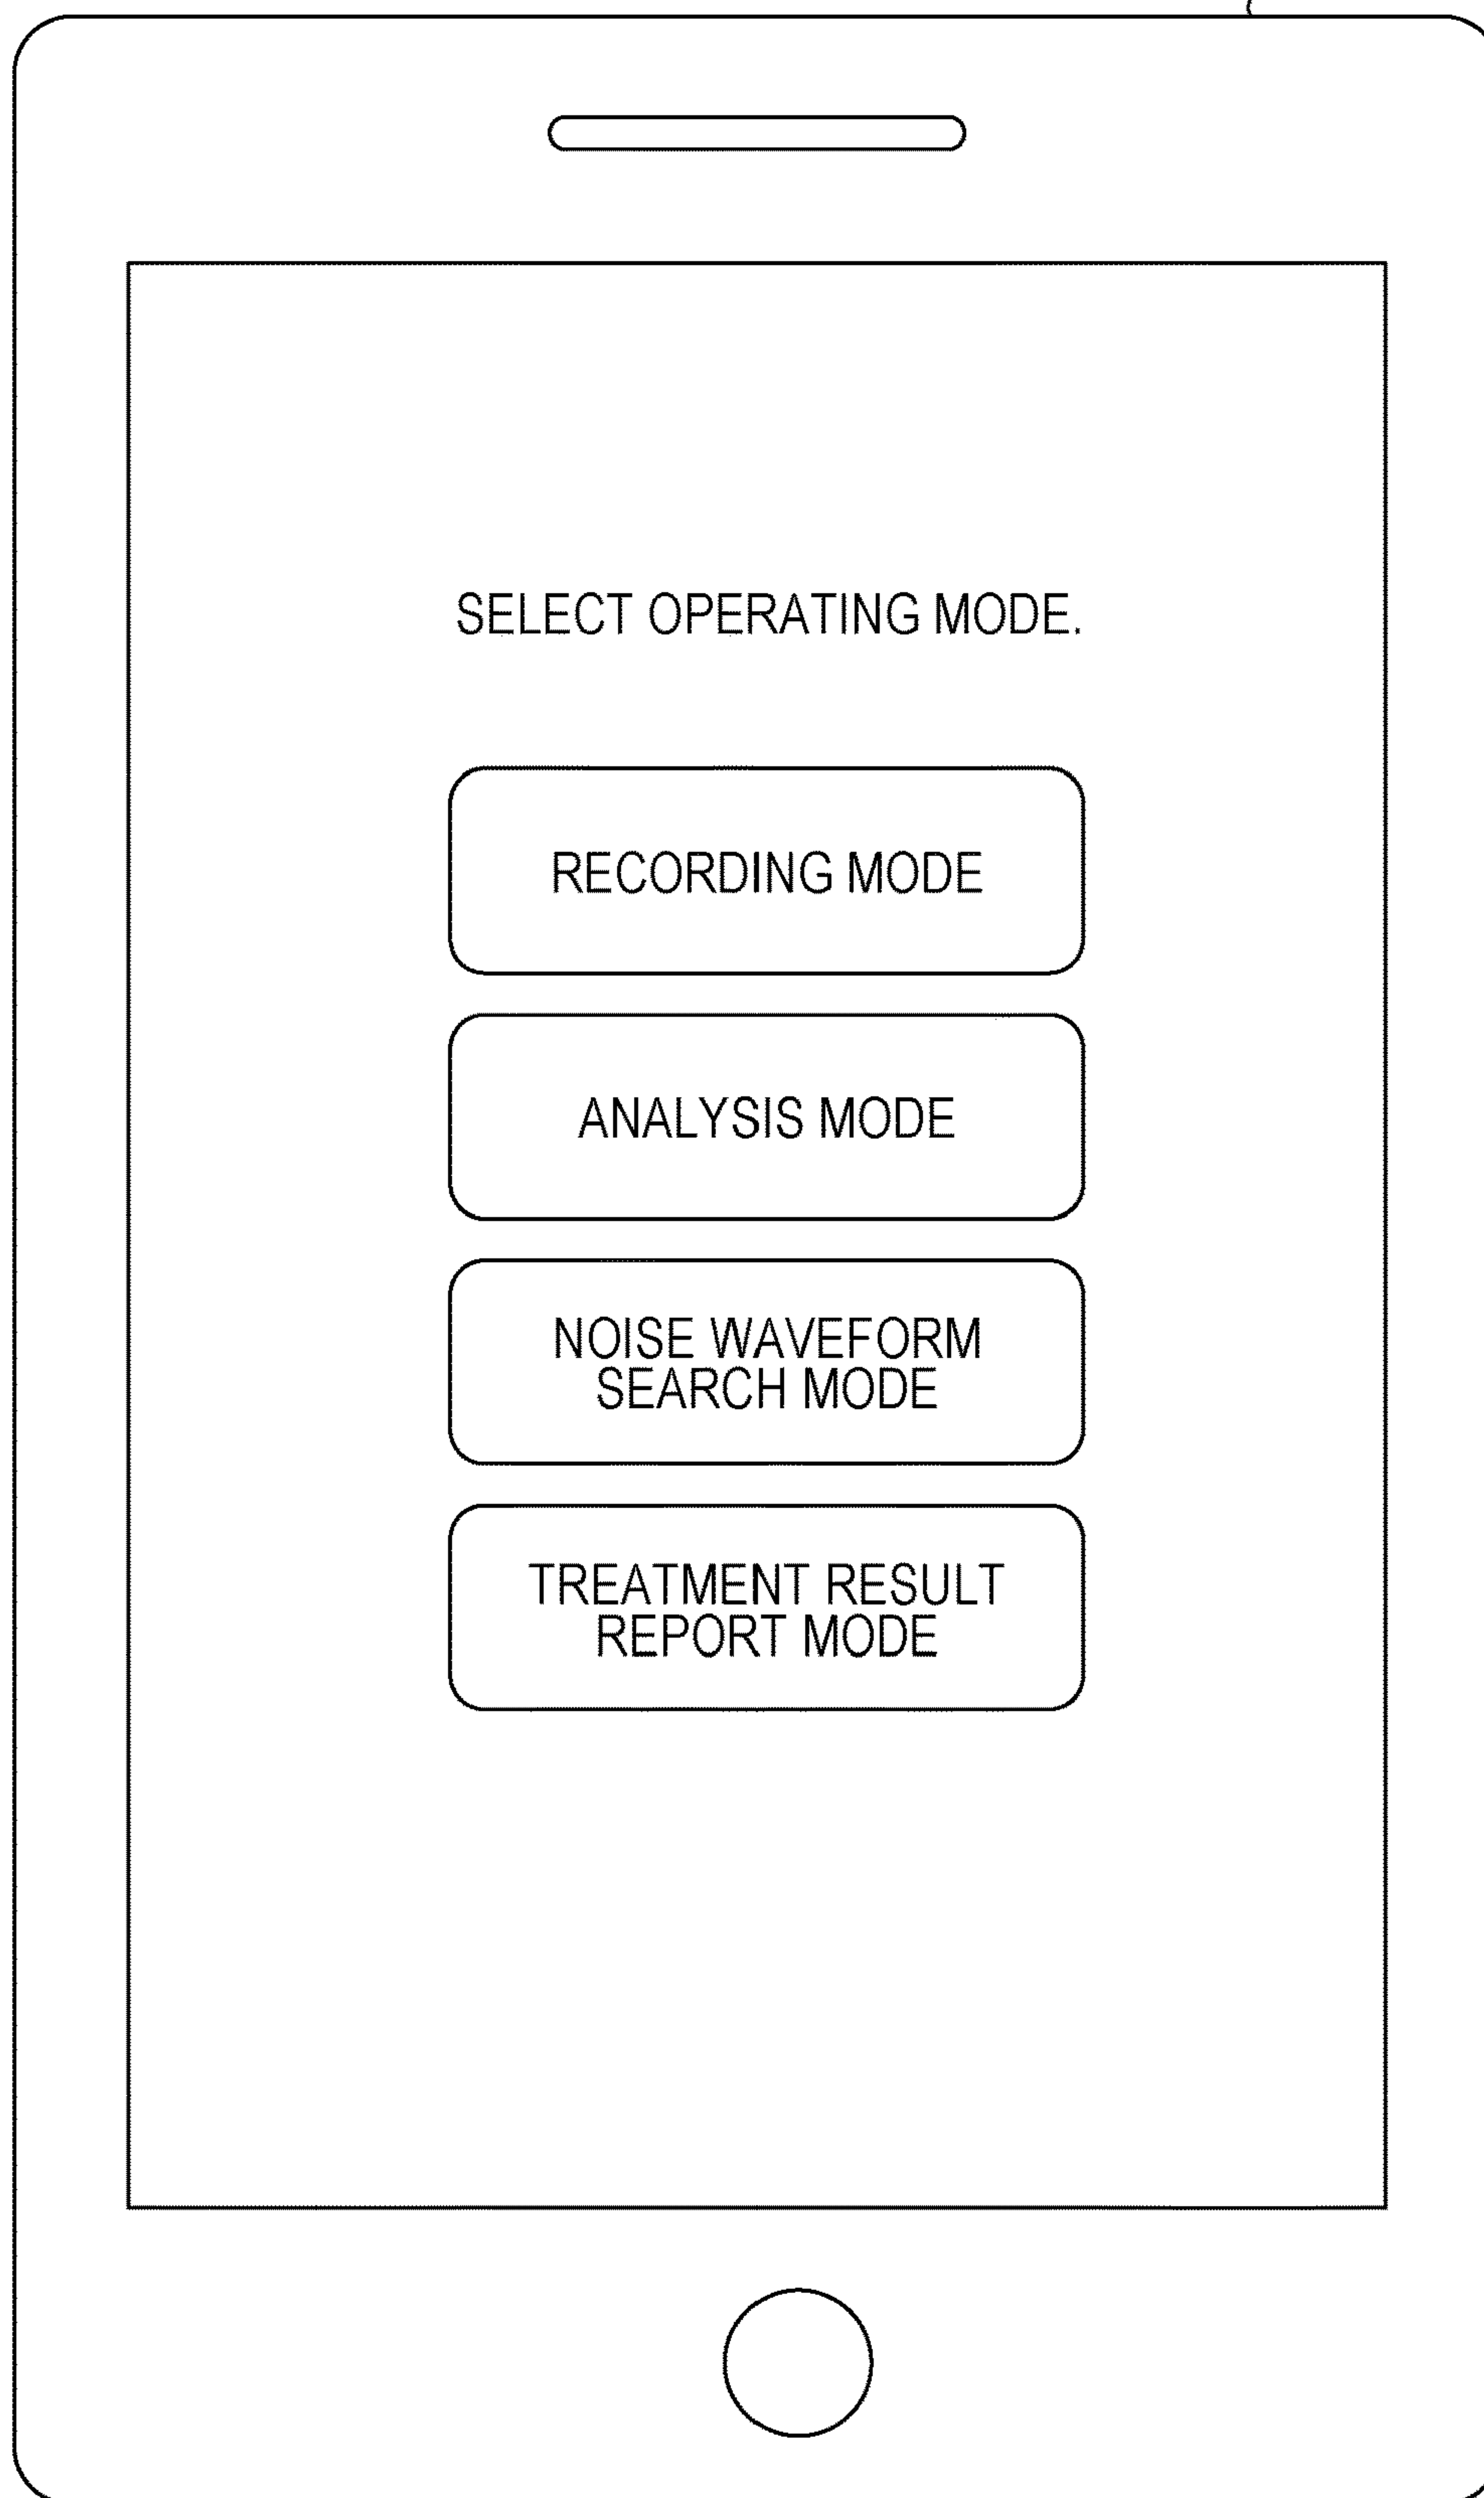 SELECT OPERATING MODE.
RECORDING MODE
ANALYSIS MODE
NOISE WAVEFORM
SEARCH MODE
TREATMENT RESULT
REPORT MODE